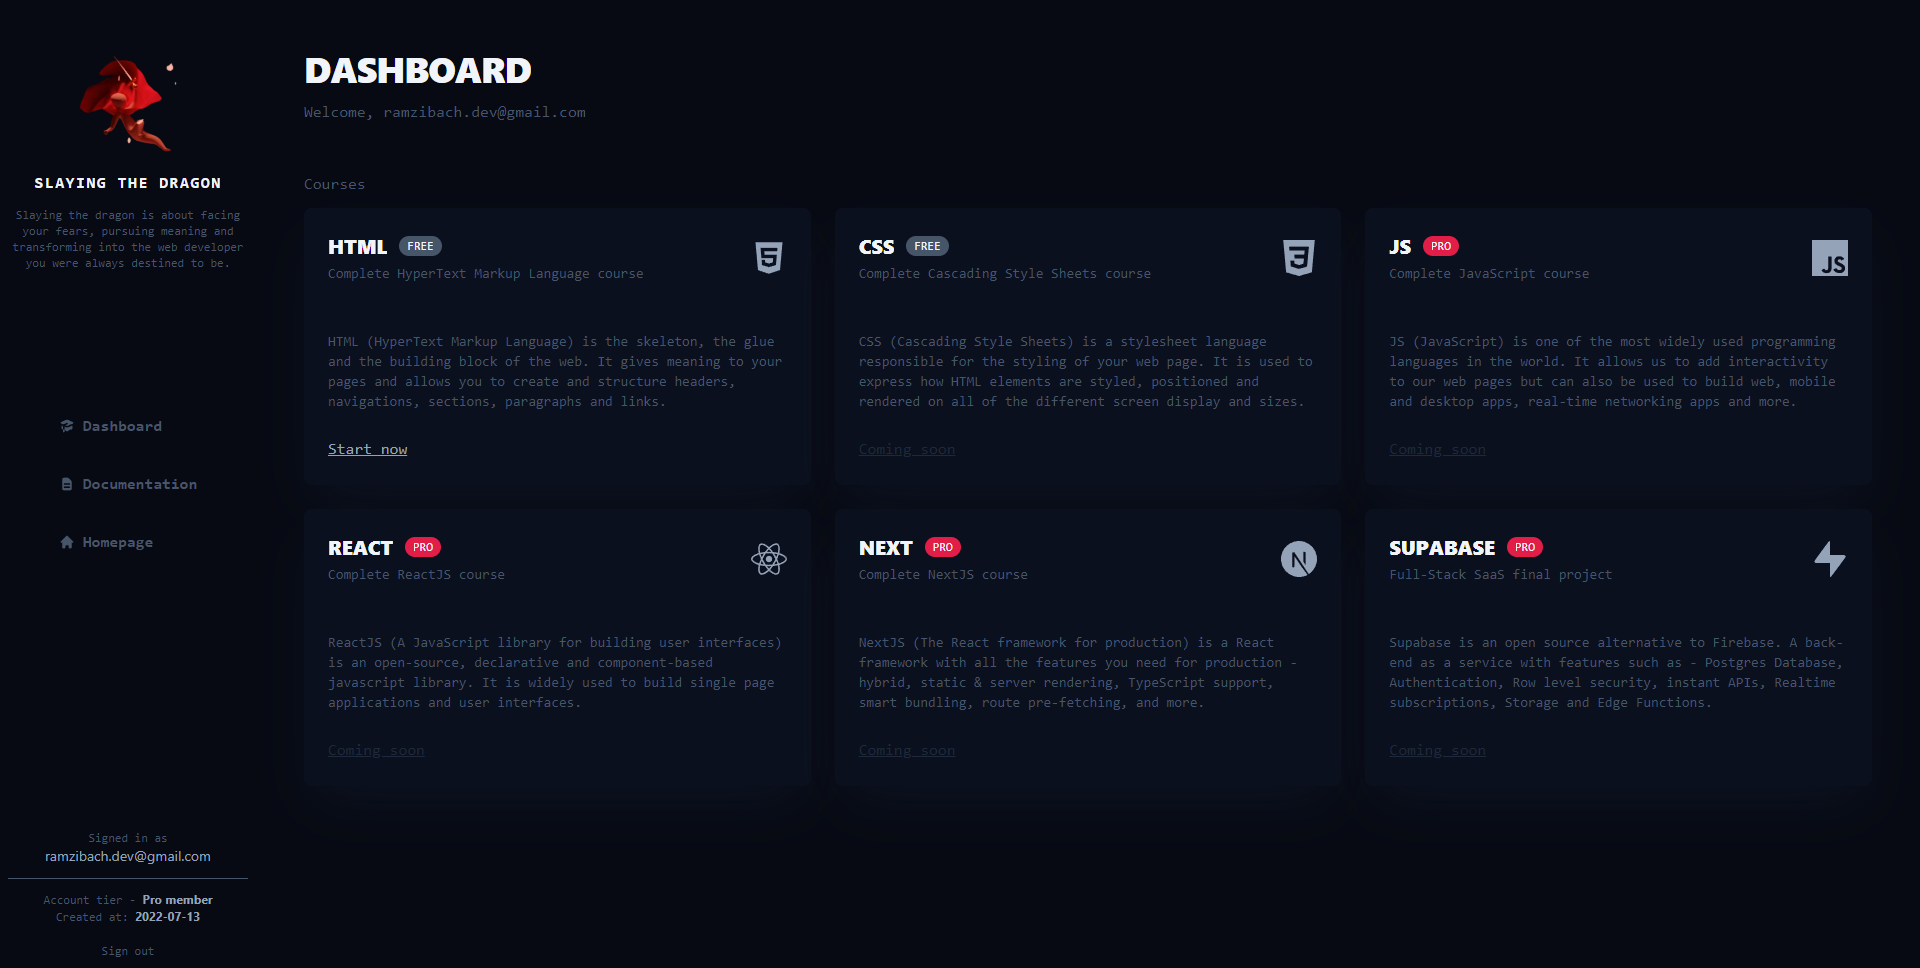 SLAYING THE DRAGON
Slaying the dragon is about facing
your fears, pursuing meaning and
transforming into the web developer
you were always destined to be.
Dashboard
Documentation
Homepage
Signed in as
ramzibach.dev@gmail.com
Account tier - Pro member
Created at: 2022-07-13
Sign out
DASHBOARD
Welcome, ramzibach.dev@gmail.com
Courses
HTML FREE
Complete HyperText Markup Language course
HTML (HyperText Markup Language) is the skeleton, the glue
and the building block of the web. It gives meaning to your
pages and allows you to create and structure headers,
navigations, sections, paragraphs and links.
Start now
CSS FREE
Complete Cascading Style Sheets course
CSS (Cascading Style Sheets) is a stylesheet language
responsible for the styling of your web page. It is used to
express how HTML elements are styled, positioned and
rendered on all of the different screen display and sizes.
Coming soon
JS PRO
Complete JavaScript course
JS
JS (JavaScript) is one of the most widely used programming
languages in the world. It allows us to add interactivity
to our web pages but can also be used to build web, mobile
and desktop apps, real-time networking apps and more.
Coming soon
REACT PRO
Complete ReactJS course
ReactJS (A JavaScript library for building user interfaces)
is an open-source, declarative and component-based
javascript library. It is widely used to build single page
applications and user interfaces.
Coming soon
NEXT PRO
Complete NextJS course
N
NextJS (The React framework for production) is a React
framework with all the features you need for production -
hybrid, static & server rendering, TypeScript support,
smart bundling, route pre-fetching, and more.
Coming soon
SUPABASE PRO
Full-Stack SaaS final project
Supabase is an open source alternative to Firebase. A back-
end as a service with features such as - Postgres Database,
Authentication, Row level security, instant APIs, Realtime
subscriptions, Storage and Edge Functions.
Coming soon